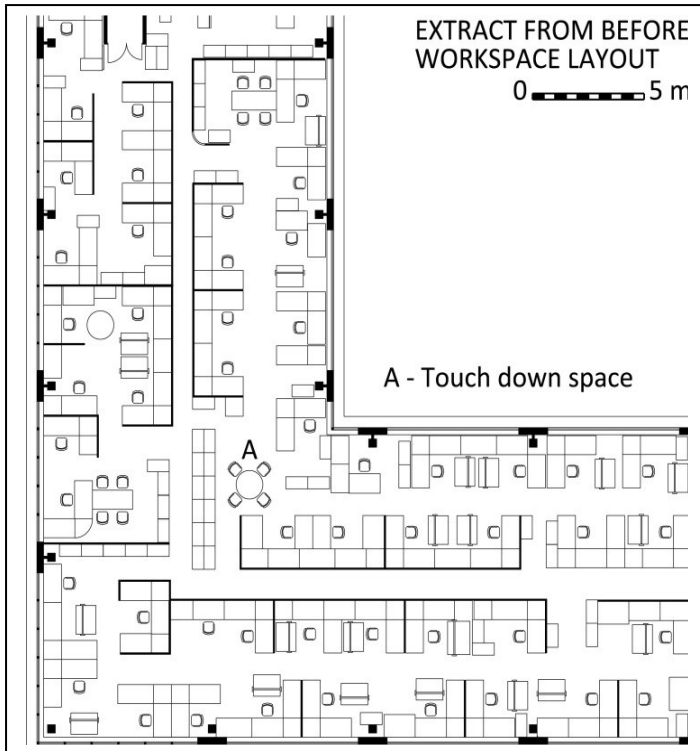 EXTRACT FROM BEFORE
WORKSPACE LAYOUT
0 5 m
A - Touch down space
A